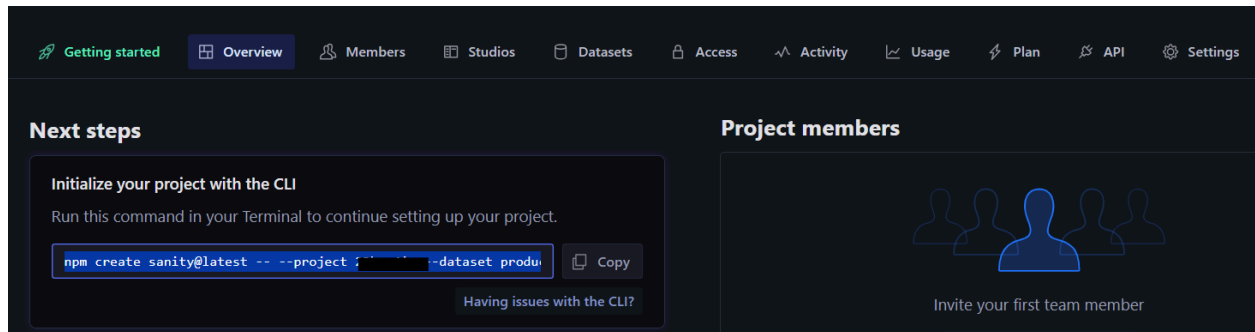 Getting started Overview Members Studios Datasets Access Activity Usage Plan API Settings
Next steps
Initialize your project with the CLI
Run this command in your Terminal to continue setting up your project.
npm create sanity@latest -- --project --dataset produ
Copy
Having issues with the CLI?
Project members
Invite your first team member